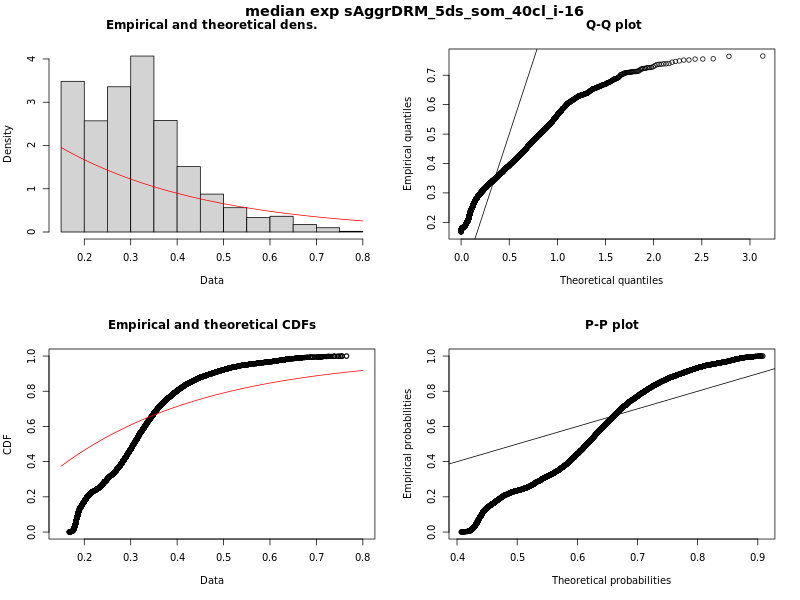 median exp sAggrDRM_5ds_som_40cl_i-16
Empirical and theoretical dens.
Density
0 1 2 3 4
0.2 0.3 0.4 0.5 0.6 0.7 0.8
Data
Q-Q plot
Empirical quantiles
0.2 0.3 0.4 0.5 0.6 0.7
0.0 0.5 1.0 1.5 2.0 2.5 3.0
Theoretical quantiles
Empirical and theoretical CDFs
CDF
0.0 0.2 0.4 0.6 0.8 1.0
0.2 0.3 0.4 0.5 0.6 0.7 0.8
Data
P-P plot
Empirical probabilities
0.0 0.2 0.4 0.6 0.8 1.0
0.4 0.5 0.6 0.7 0.8 0.9
Theoretical probabilities